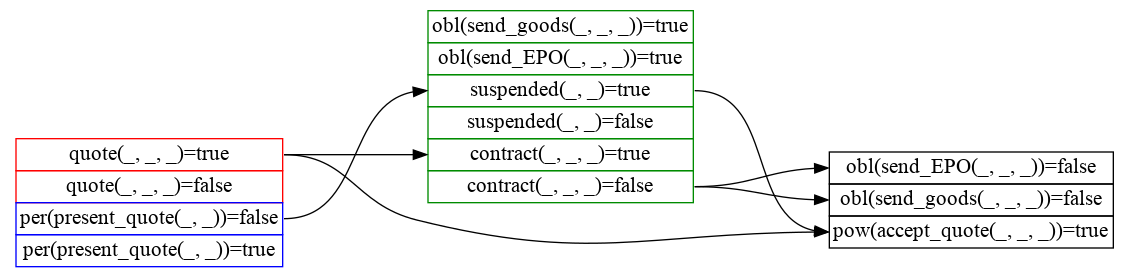 quote(_, _, _)=true
quote(_, _, _)=false
per(present_quote(_, _))=false
per(present_quote(_, _))=true
obl(send_goods(_, _, _))=true
obl(send_EPO(_, _, _))=true
suspended(_, _)=true
suspended(_, _)=false
contract(_, _, _)=true
contract(_, _, _)=false
obl(send_EPO(_, _, _))=false
obl(send_goods(_, _, _))=false
pow(accept_quote(_, _, _))=true